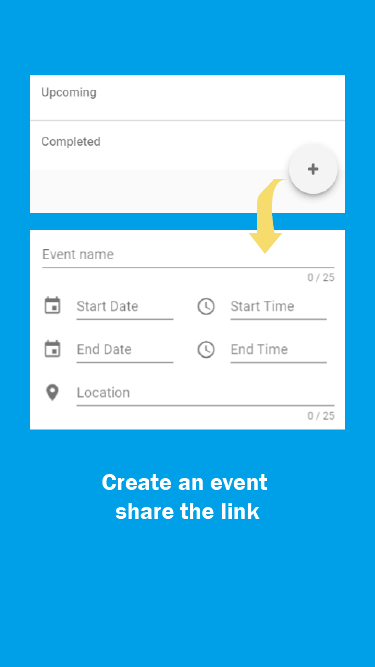 Upcoming
Completed
+
Event name
0 / 25
Start Date Start Time
End Date End Time
Location
0 / 25
Create an event
share the link